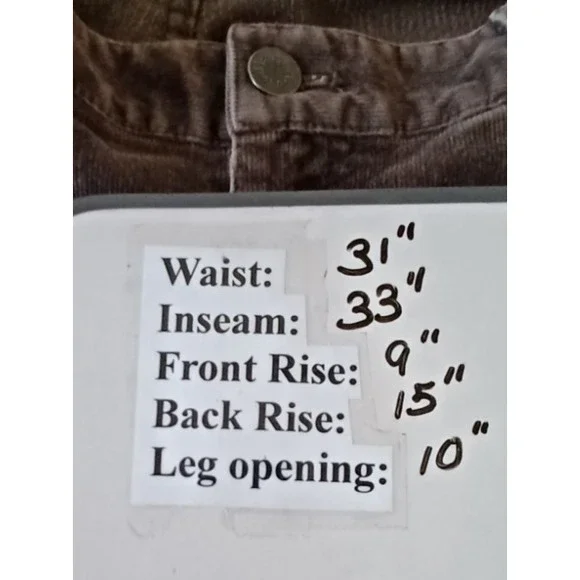 Waist: 31"
Inseam: 33"
Front Rise: 9"
Back Rise: 15"
Leg opening: 10"